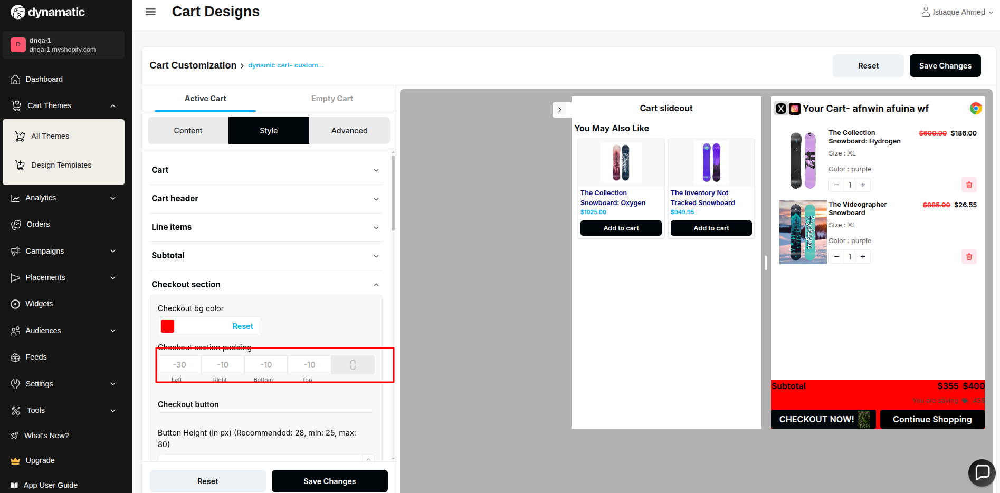 dynamatic
Cart Designs
Istiaque Ahmed
D
dnqa-1
dnqa-1.myshopify.com
Dashboard
Cart Themes
All Themes
Design Templates
Analytics
Orders
Campaigns
Placements
Widgets
Audiences
Feeds
Settings
Tools
What's New?
Upgrade
App User Guide
Cart Customization > dynamic cart- custom...
Reset
Save Changes
Active Cart
Empty Cart
Content
Style
Advanced
Cart
Cart header
Line items
Subtotal
Checkout section
Checkout bg color
Reset
Checkout section padding
-30 -10 -10 -10
Left Right Bottom Top
Checkout button
Button Height (in px) (Recommended: 28, min: 25, max:
80)
Reset
Save Changes
Cart slideout
You May Also Like
The Collection
Snowboard: Oxygen
$1025.00
Add to cart
The Inventory Not
Tracked Snowboard
$949.95
Add to cart
X
Your Cart- afnwin afuina wf
The Collection
Snowboard: Hydrogen
$600.00 $186.00
Size : XL
Color : purple
− 1 +
The Videographer
Snowboard
$885.00 $26.55
Size : XL
Color : purple
− 1 +
Hydrogen
Subtotal
$355 $400
You are saving 45$
CHECKOUT NOW!
Continue Shopping